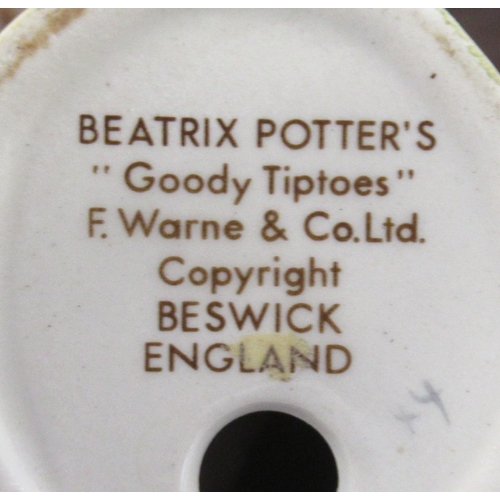 BEATRIX POTTER'S
"Goody Tiptoes"
F. Warne & Co.Ltd.
Copyright
BESWICK
ENGLAND